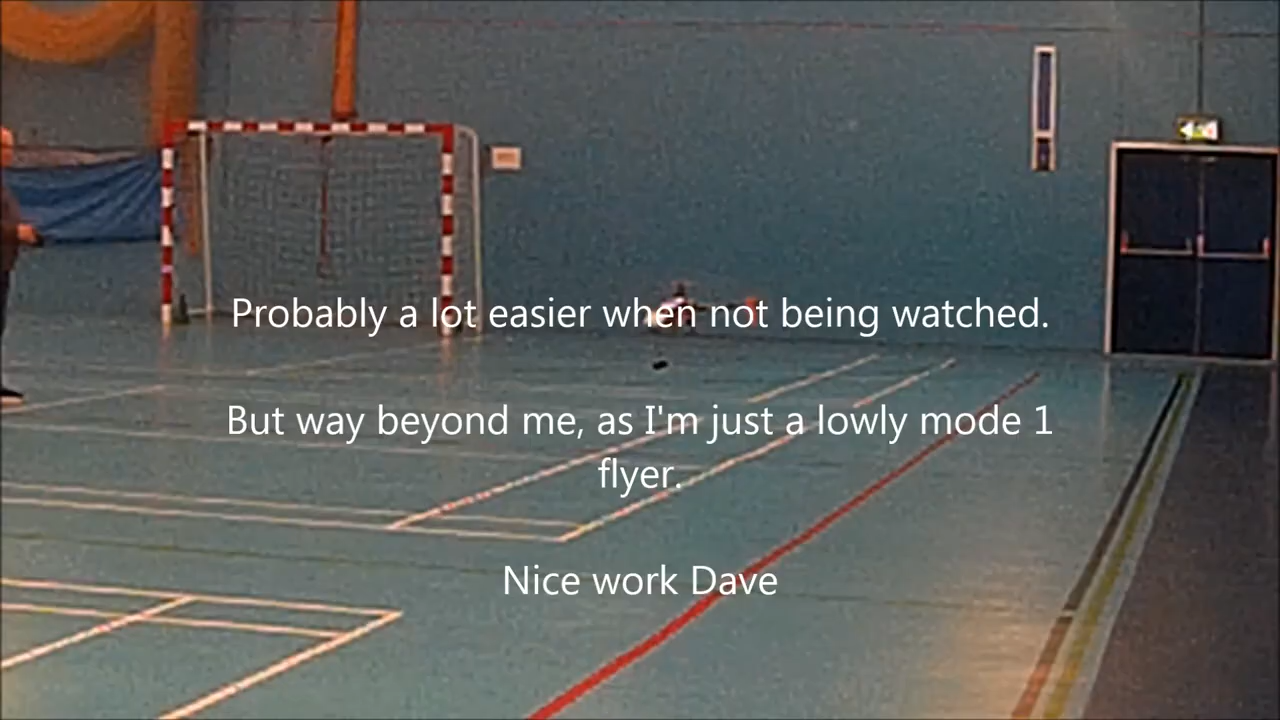 Probably a lot easier when not being watched.
But way beyond me, as I'm just a lowly mode 1
flyer.
Nice work Dave